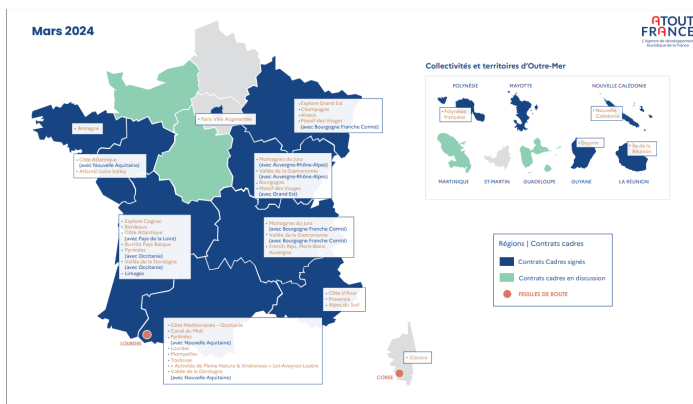 Mars 2024
ATOUT
FRANCE
L'Agence de développement
touristique de la France
Collectivités et territoires d'Outre-Mer
POLYNÉSIE
MAYOTTE
NOUVELLE CALÉDONIE
• Polynésie
française
• Nouvelle
Calédonie
• Guyane
• Île de la
Réunion
MARTINIQUE
ST-MARTIN
GUADELOUPE
GUYANE
LA RÉUNION
• Explore Grand Est
• Champagne
• Alsace
• Massif des Vosges
(avec Bourgogne Franche Comté)
• Paris Ville Augmentée
• Bretagne
• Côte Atlantique
(avec Nouvelle Aquitaine)
• Atlantic Loire Valley
• Montagnes du Jura
(avec Auvergne-Rhône-Alpes)
• Vallée de la Gastronomie
(avec Auvergne-Rhône-Alpes)
• Bourgogne
• Massif des Vosges
(avec Grand Est)
• Explore Cognac
• Bordeaux
• Côte Atlantique
(avec Pays de la Loire)
• Biarritz Pays Basque
• Pyrénées
(avec Occitanie)
• Vallée de la Dordogne
(avec Occitanie)
• Limoges
• Montagnes du Jura
(avec Bourgogne Franche Comté)
• Vallée de la Gastronomie
(avec Bourgogne Franche Comté)
• French Alps, Mont-Blanc
Auvergne
Régions | Contrats cadres
Contrats Cadres signés
Contrats cadres en discussion
FEUILLES DE ROUTE
• Côte d'Azur
• Provence
• Alpes du Sud
LOURDES
• Côté Méditerranée - Occitanie
• Canal du Midi
• Pyrénées
(avec Nouvelle Aquitaine)
• Lourdes
• Montpellier
• Toulouse
• « Activités de Pleine Nature & Itinérances » Lot-Aveyron-Lozère
• Vallée de la Dordogne
(avec Nouvelle Aquitaine)
• Corsica
CORSE